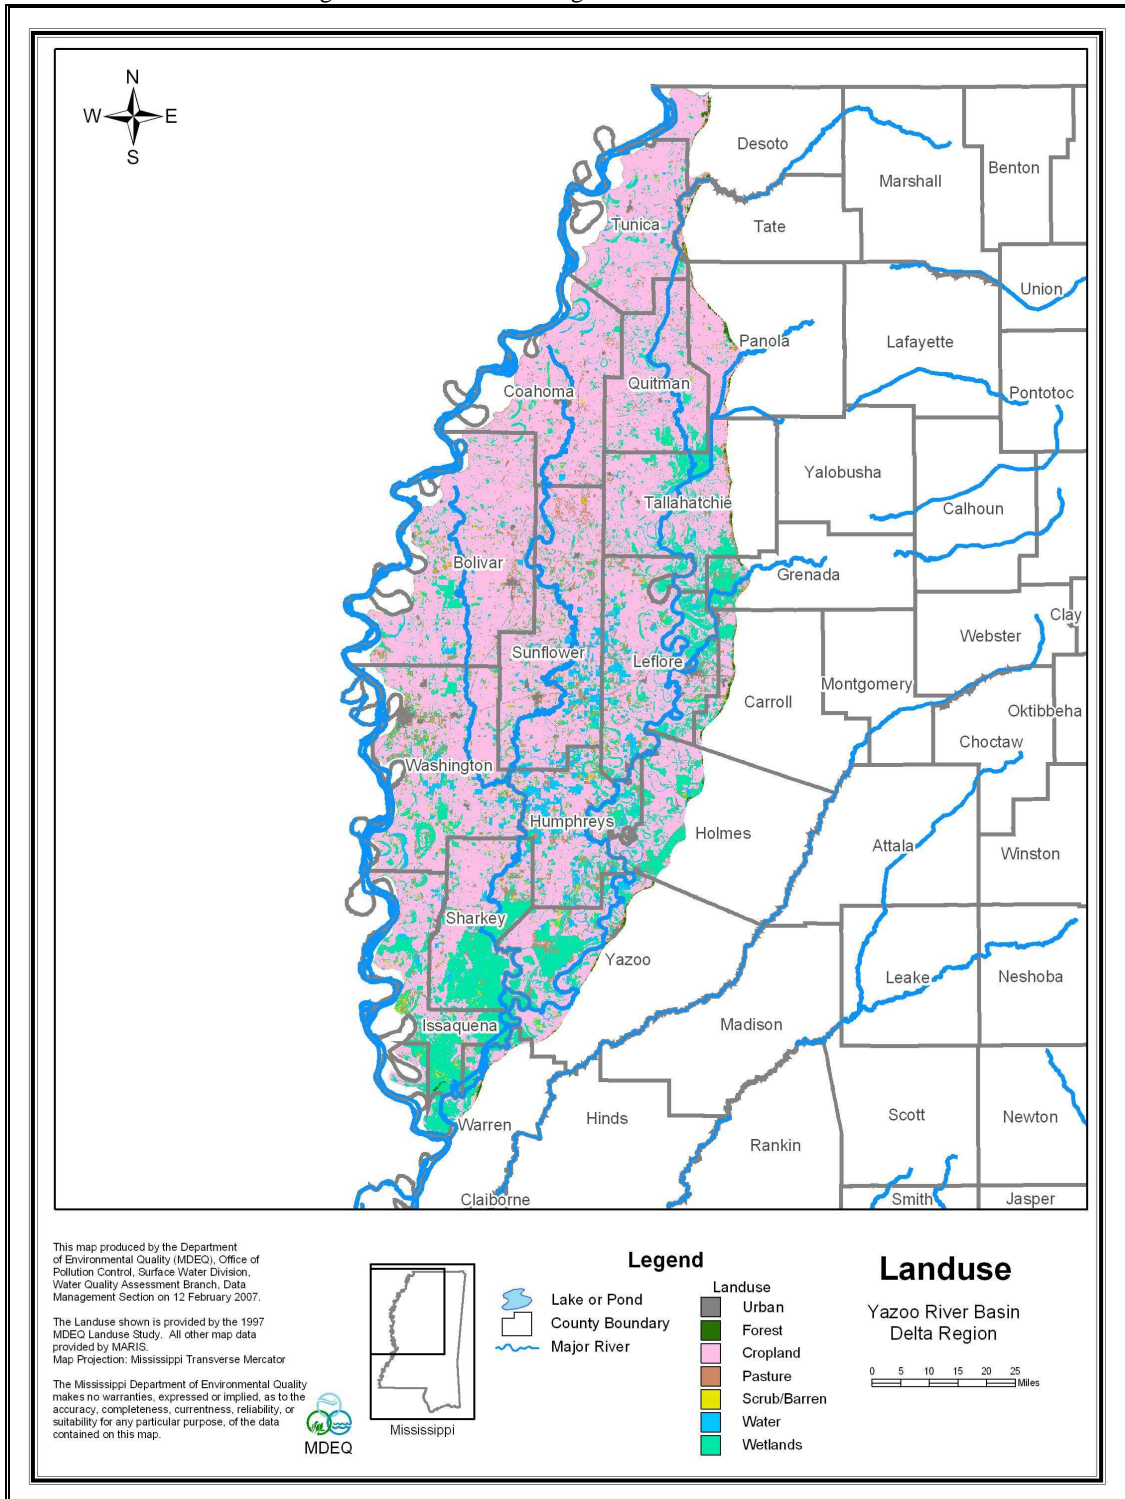 N
W E
S
Desoto
Marshall
Benton
Tunica
Tate
Union
Panola
Lafayette
Coahoma
Quitman
Pontotoc
Yalobusha
Tallahatchie
Calhoun
Bolivar
Grenada
Clay
Webster
Sunflower
Leflore
Montgomery
Carroll
Oktibbeha
Choctaw
Washington
Humphreys
Holmes
Attala
Winston
Sharkey
Yazoo
Leake
Neshoba
Issaquena
Madison
Warren
Hinds
Scott
Newton
Rankin
Claiborne
Smith
Jasper
This map produced by the Department
of Environmental Quality (MDEQ), Office of
Pollution Control, Surface Water Division,
Water Quality Assessment Branch, Data
Management Section on 12 February 2007.
The Landuse shown is provided by the 1997
MDEQ Landuse Study. All other map data
provided by MARIS.
Map Projection: Mississippi Transverse Mercator
The Mississippi Department of Environmental Quality
makes no warranties, expressed or implied, as to the
accuracy, completeness, currentness, reliability, or
suitability for any particular purpose, of the data
contained on this map.
MDEQ
Mississippi
Legend
Lake or Pond
County Boundary
Major River
Landuse
Urban
Forest
Cropland
Pasture
Scrub/Barren
Water
Wetlands
Landuse
Yazoo River Basin
Delta Region
0 5 10 15 20 25
Miles